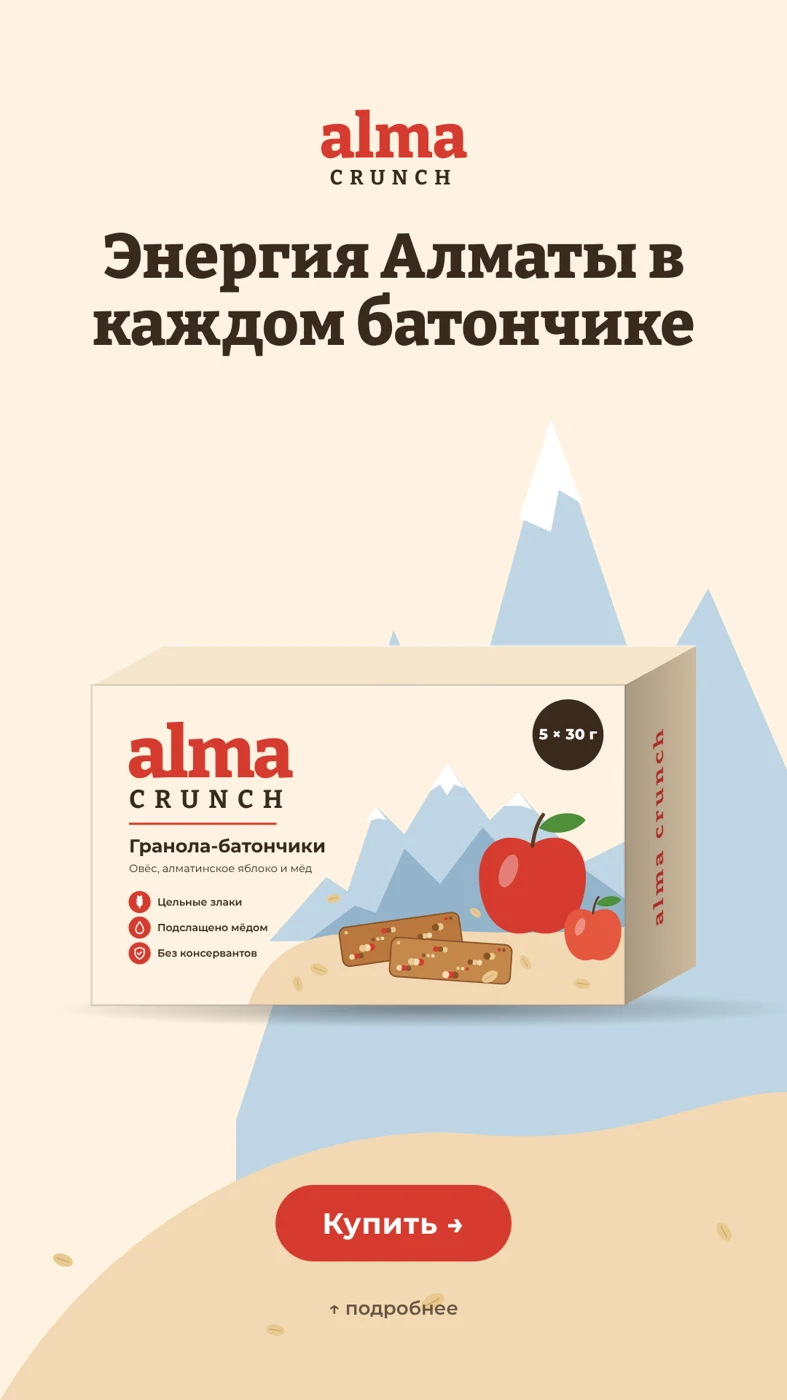 alma
CRUNCH
Энергия Алматы в
каждом батончике
5 × 30 г
alma
CRUNCH
Гранола-батончики
Овёс, алматинское яблоко и мёд
Цельные злаки
Подслащено мёдом
Без консервантов
alma crunch
Купить →
↑ подробнее